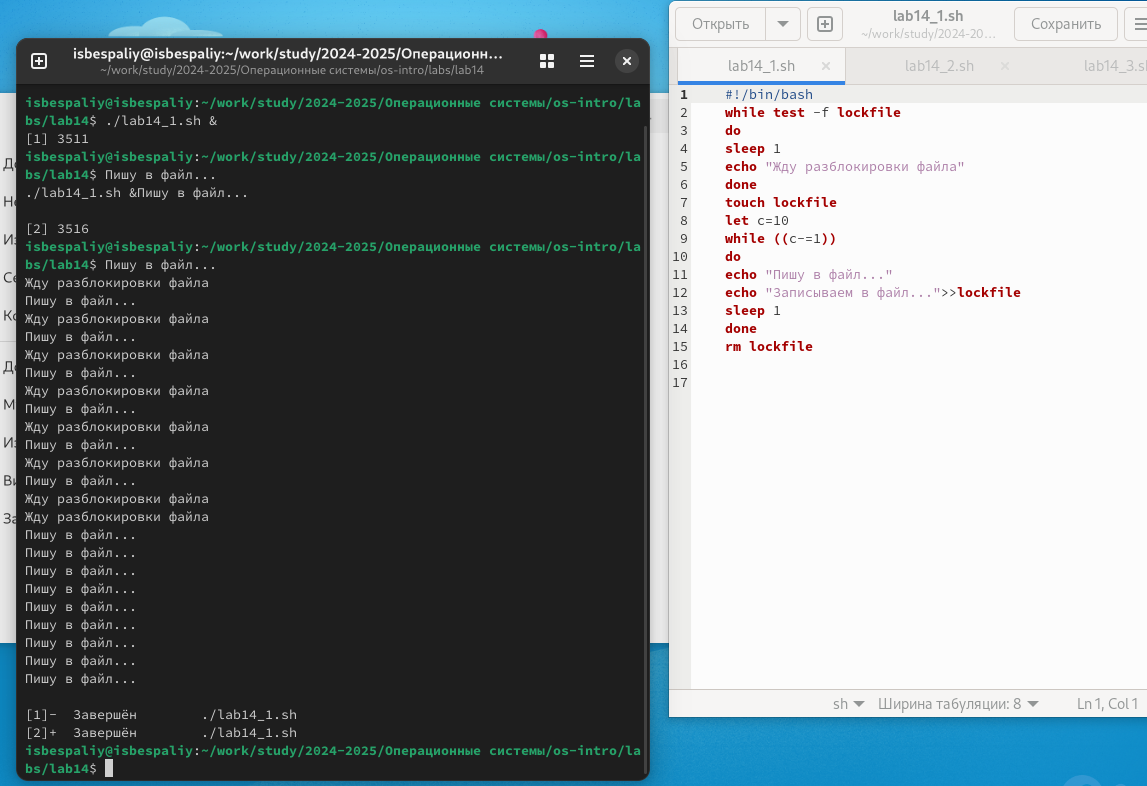 isbespaliy@isbespaliy:~/work/study/2024-2025/Операционн...
~/work/study/2024-2025/Операционные системы/os-intro/labs/lab14
isbespaliy@isbespaliy:~/work/study/2024-2025/Операционные системы/os-intro/la
bs/lab14$ ./lab14_1.sh &
[1] 3511
isbespaliy@isbespaliy:~/work/study/2024-2025/Операционные системы/os-intro/la
bs/lab14$ Пишу в файл...
./lab14_1.sh &Пишу в файл...
[2] 3516
isbespaliy@isbespaliy:~/work/study/2024-2025/Операционные системы/os-intro/la
bs/lab14$ Пишу в файл...
Жду разблокировки файла
Пишу в файл...
Жду разблокировки файла
Пишу в файл...
Жду разблокировки файла
Пишу в файл...
Жду разблокировки файла
Пишу в файл...
Жду разблокировки файла
Пишу в файл...
Жду разблокировки файла
Пишу в файл...
Жду разблокировки файла
Жду разблокировки файла
Пишу в файл...
Пишу в файл...
Пишу в файл...
Пишу в файл...
Пишу в файл...
Пишу в файл...
Пишу в файл...
Пишу в файл...
Пишу в файл...
[1]-  Завершён        ./lab14_1.sh
[2]+  Завершён        ./lab14_1.sh
isbespaliy@isbespaliy:~/work/study/2024-2025/Операционные системы/os-intro/la
bs/lab14$
Открыть
lab14_1.sh
~/work/study/2024-20...
Сохранить
lab14_1.sh
lab14_2.sh
lab14_3.s
1 #!/bin/bash
2 while test -f lockfile
3 do
4 sleep 1
5 echo "Жду разблокировки файла"
6 done
7 touch lockfile
8 let c=10
9 while ((c-=1))
10 do
11 echo "Пишу в файл..."
12 echo "Записываем в файл...">>lockfile
13 sleep 1
14 done
15 rm lockfile
16
17
sh
Ширина табуляции: 8
Ln 1, Col 1